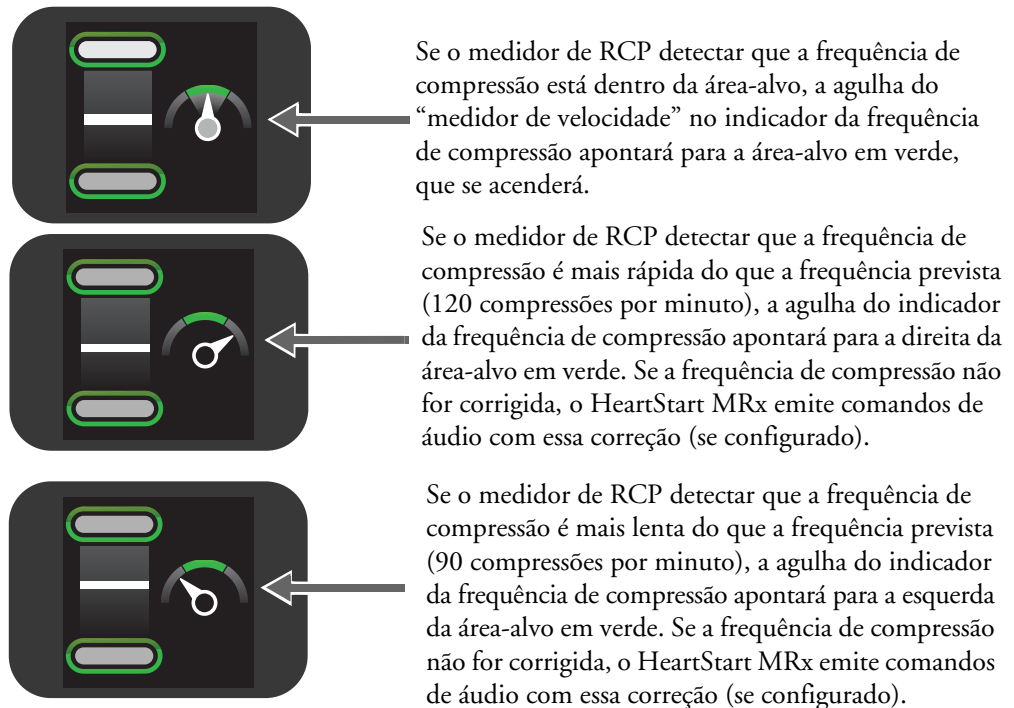 Se o medidor de RCP detectar que a frequência de
compressão está dentro da área-alvo, a agulha do
“medidor de velocidade” no indicador da frequência
de compressão apontará para a área-alvo em verde,
que se acenderá.
Se o medidor de RCP detectar que a frequência de
compressão é mais rápida do que a frequência prevista
(120 compressões por minuto), a agulha do indicador
da frequência de compressão apontará para a direita da
área-alvo em verde. Se a frequência de compressão não
for corrigida, o HeartStart MRx emite comandos de
áudio com essa correção (se configurado).
Se o medidor de RCP detectar que a frequência de
compressão é mais lenta do que a frequência prevista
(90 compressões por minuto), a agulha do indicador
da frequência de compressão apontará para a esquerda
da área-alvo em verde. Se a frequência de compressão
não for corrigida, o HeartStart MRx emite comandos
de áudio com essa correção (se configurado).